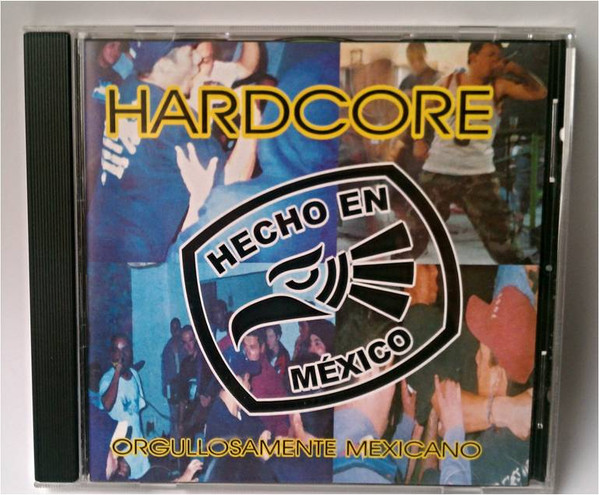 HARDCORE
HECHO EN
MÉXICO
ORGULLOSAMENTE MEXICANO